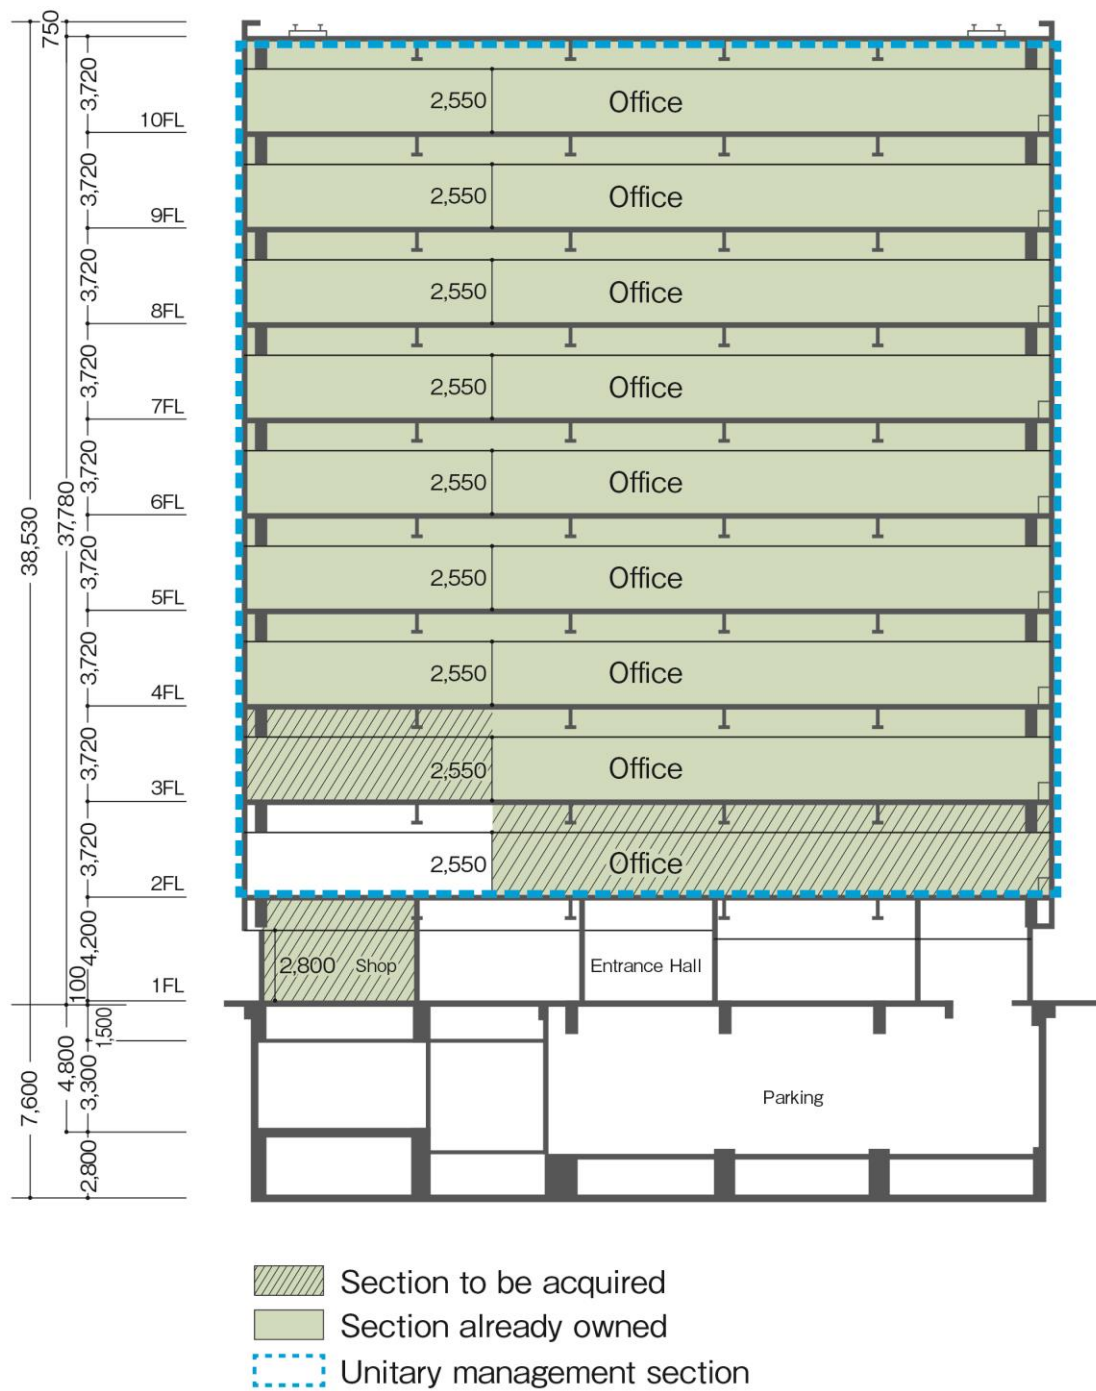 750
3,720
2,550 Office
10FL
3,720
2,550 Office
9FL
3,720
2,550 Office
8FL
3,720
2,550 Office
7FL
3,720
2,550 Office
6FL
38,530
37,780
3,720
2,550 Office
5FL
3,720
2,550 Office
4FL
3,720
2,550 Office
3FL
3,720
2,550 Office
2FL
4,200
2,800 Shop
Entrance Hall
1FL
100
1,500
4,800
3,300
7,600
Parking
2,800
Section to be acquired
Section already owned
Unitary management section